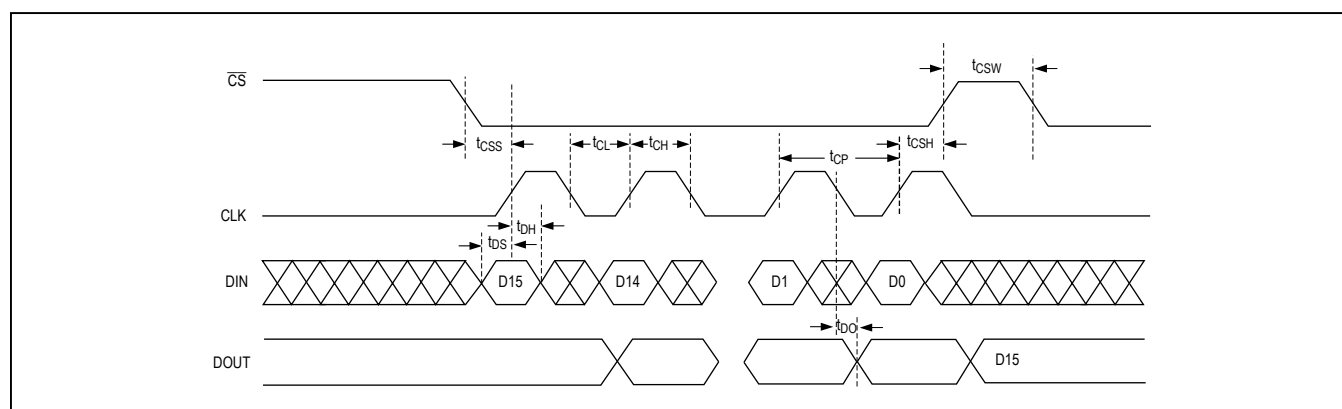 CS
tCSW
tCSS
tCL
tCH
tCP
tCSH
CLK
tDS
tDH
DIN
D15
D14
D1
D0
tDO
DOUT
D15